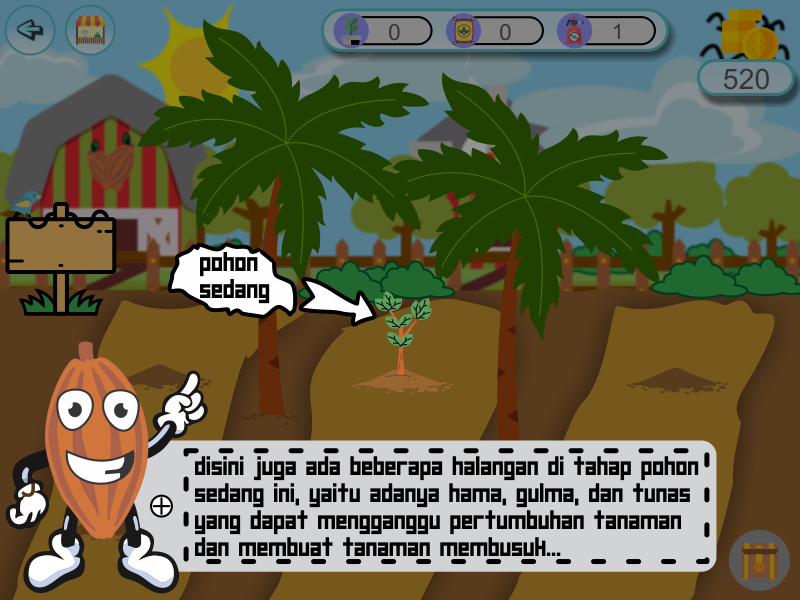 0
0
1
520
pohon
sedang
disini juga ada beberapa halangan di tahap pohon
sedang ini, yaitu adanya hama, gulma, dan tunas
yang dapat mengganggu pertumbuhan tanaman
dan membuat tanaman membusuk...